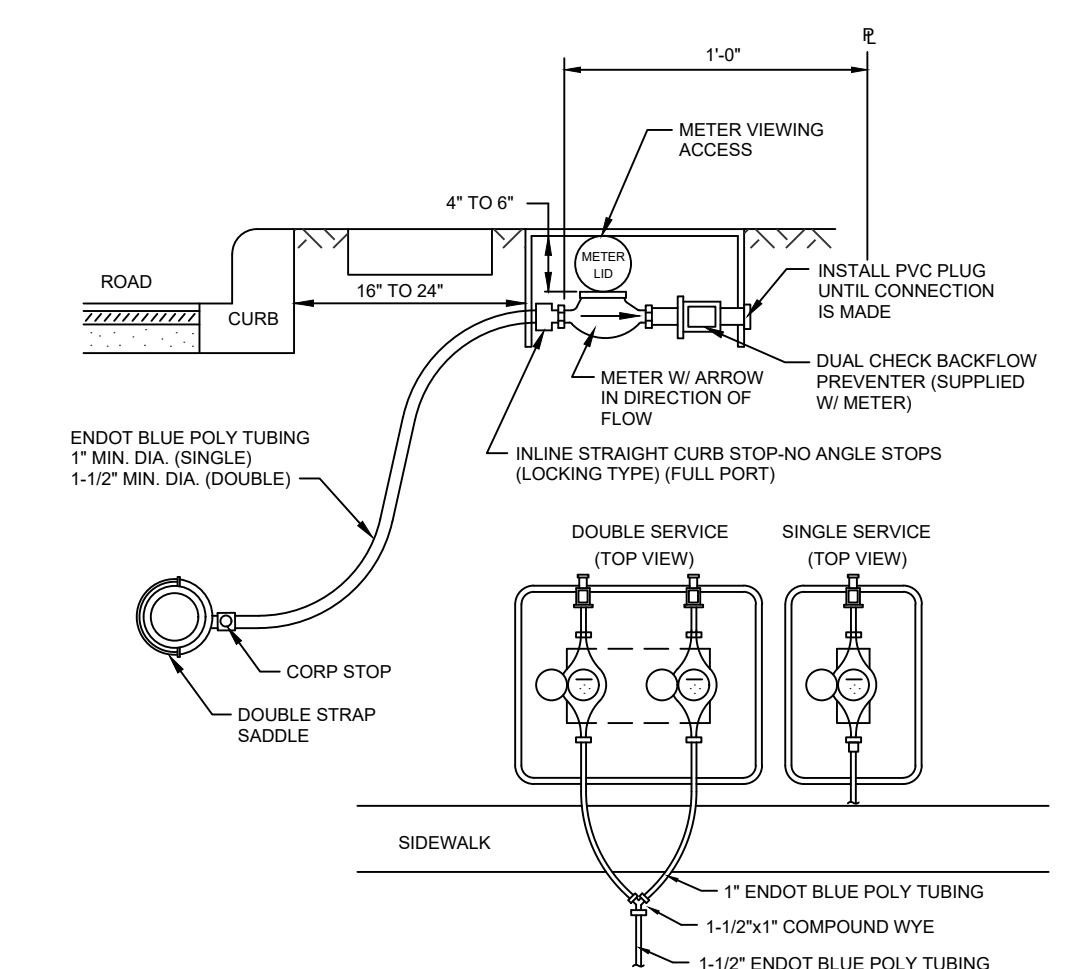 ℄
1'-0"
METER VIEWING
ACCESS
4" TO 6"
METER
LID
ROAD
16" TO 24"
CURB
INSTALL PVC PLUG
UNTIL CONNECTION
IS MADE
DUAL CHECK BACKFLOW
PREVENTER (SUPPLIED
W/ METER)
METER W/ ARROW
IN DIRECTION OF
FLOW
ENDOT BLUE POLY TUBING
1" MIN. DIA. (SINGLE)
1-1/2" MIN. DIA. (DOUBLE)
INLINE STRAIGHT CURB STOP-NO ANGLE STOPS
(LOCKING TYPE) (FULL PORT)
DOUBLE SERVICE
(TOP VIEW)
SINGLE SERVICE
(TOP VIEW)
CORP STOP
DOUBLE STRAP
SADDLE
SIDEWALK
1" ENDOT BLUE POLY TUBING
1-1/2"x1" COMPOUND WYE
1-1/2" ENDOT BLUE POLY TUBING